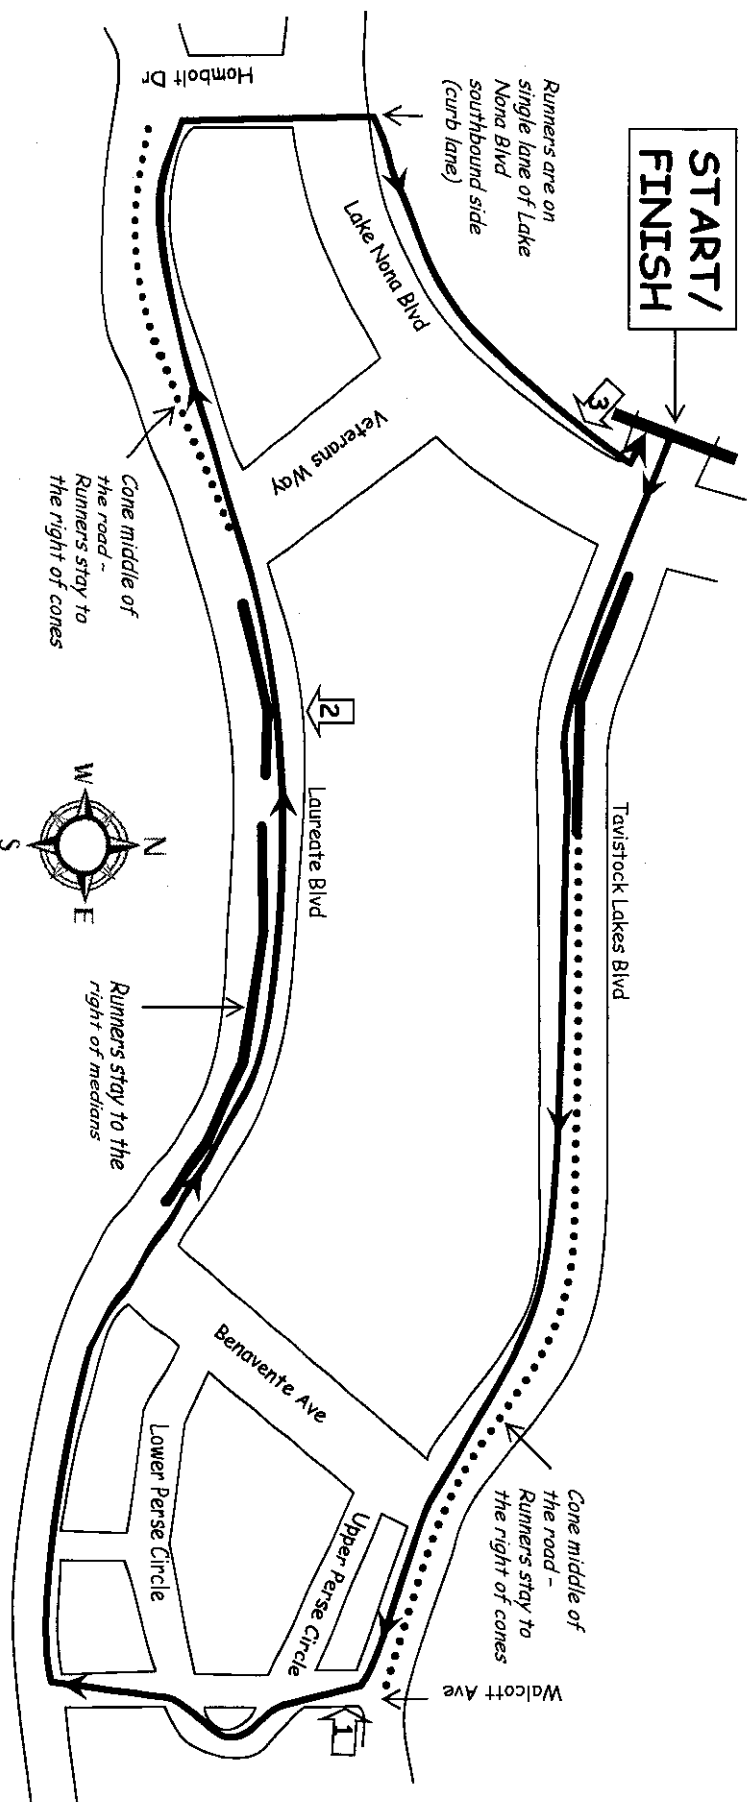 START/
FINISH
Runners are on
single lane of Lake
Nona Blvd
southbound side
(curb lane)
Hombolt Dr
Lake Nona Blvd
Veterans Way
3
Tavistock Lakes Blvd
Cone middle of
the road -
Runners stay to
the right of cones
2
Laureate Blvd
N
W
E
S
Runners stay to the
right of medians
Benavente Ave
Lower Perse Circle
Upper Perse Circle
Cone middle of
the road -
Runners stay to
the right of cones
Walcott Ave
1